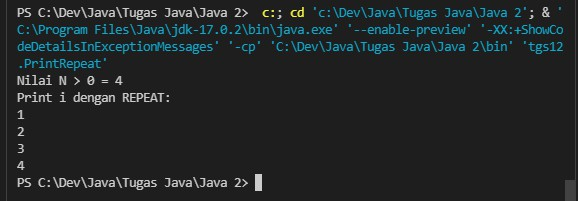 PS C:\Dev\Java\Tugas Java\Java 2>  c:; cd 'c:\Dev\Java\Tugas Java\Java 2'; & '
C:\Program Files\Java\jdk-17.0.2\bin\java.exe' '--enable-preview' '-XX:+ShowCo
deDetailsInExceptionMessages' '-cp' 'C:\Dev\Java\Tugas Java\Java 2\bin' 'tgs12
.PrintRepeat'
Nilai N > 0 = 4
Print i dengan REPEAT:
1
2
3
4
PS C:\Dev\Java\Tugas Java\Java 2>